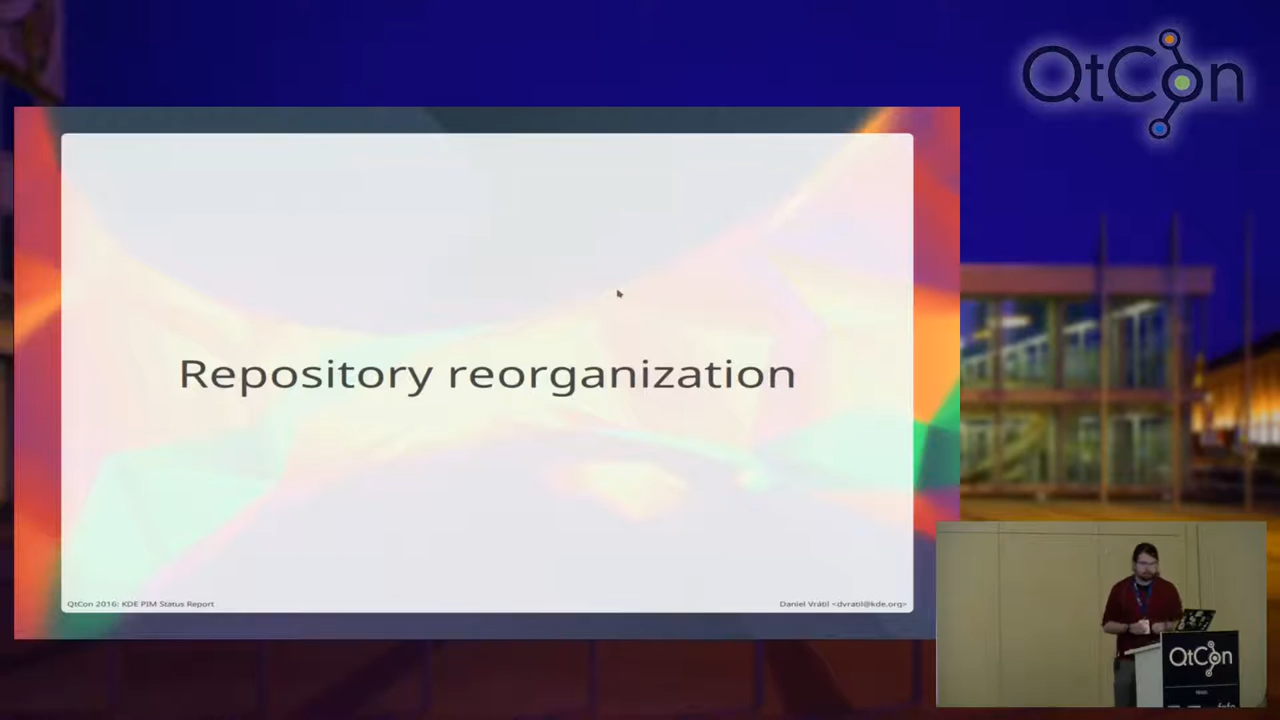 QtCon
Repository reorganization
QtCon 2016: KDE PIM Status Report
Daniel Vrátil <dvratil@kde.org>
QtCon